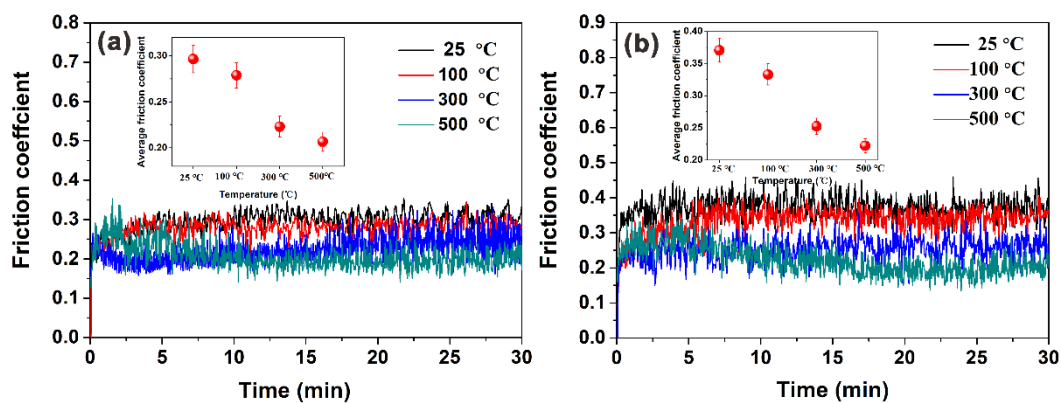 (a)
25 °C
100 °C
300 °C
500 °C
Friction coeffcient
0.8
0.7
0.6
0.5
0.4
0.3
0.2
0.1
0.0
0 5 10 15 20 25 30
Time (min)
Average friction coefficient
0.30
0.25
0.20
25 ℃ 100 ℃ 300 ℃ 500℃
Temperature (℃)
(b)
25 °C
100 °C
300 °C
500 °C
Friction coeffcient
0.9
0.8
0.7
0.6
0.5
0.4
0.3
0.2
0.1
0.0
0 5 10 15 20 25 30
Time (min)
Average friction coefficient
0.40
0.35
0.30
0.25
0.20
25 ℃ 100 ℃ 300 ℃ 500 ℃
Temperature (℃)